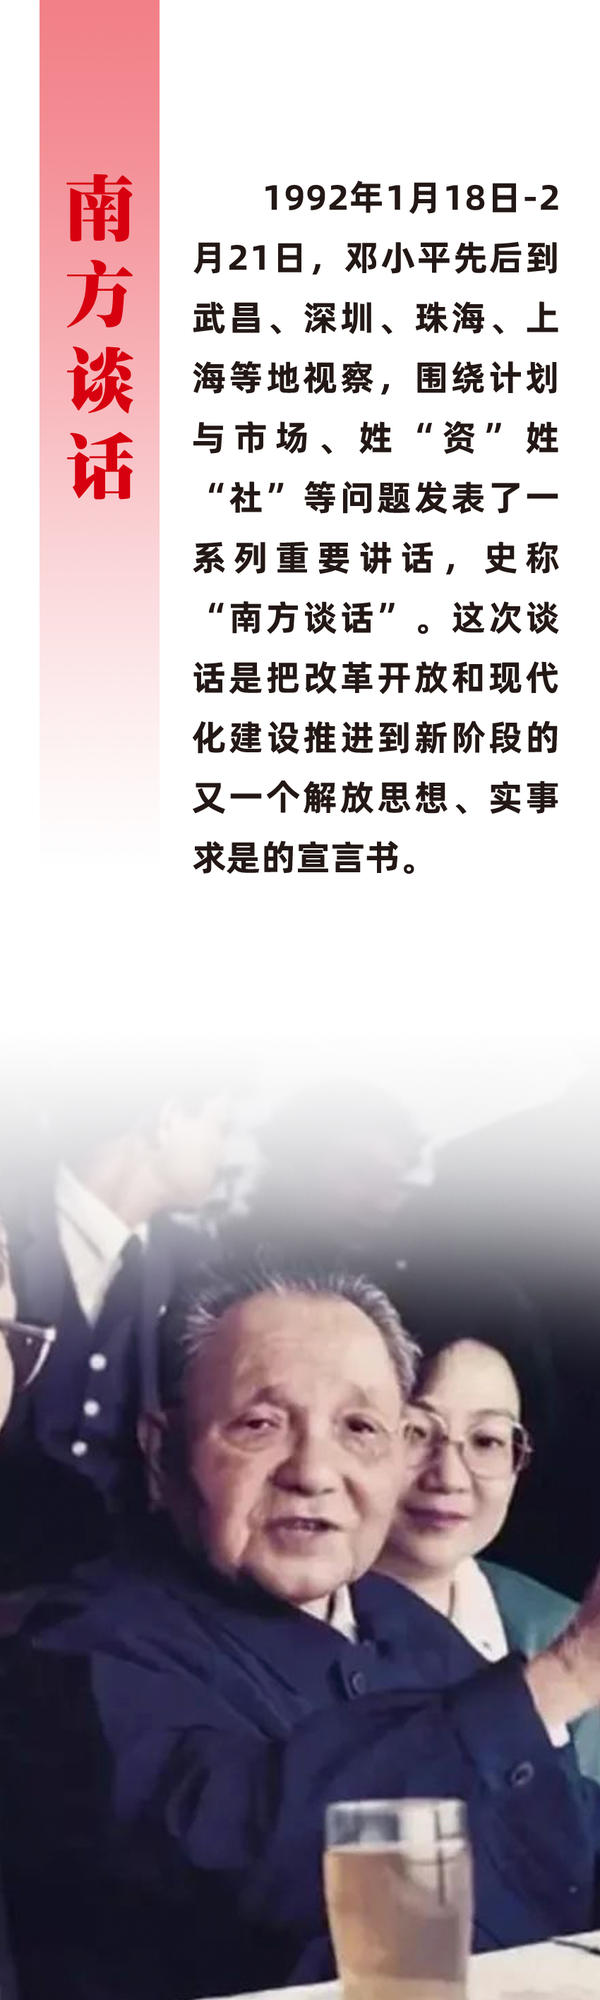 南方谈话
1992年1月18日-2
月21日，邓小平先后到
武昌、深圳、珠海、上
海等地视察，围绕计划
与市场、姓“资”姓
“社”等问题发表了一
系列重要讲话，史称
“南方谈话”。这次谈
话是把改革开放和现代
化建设推进到新阶段的
又一个解放思想、实事
求是的宣言书。